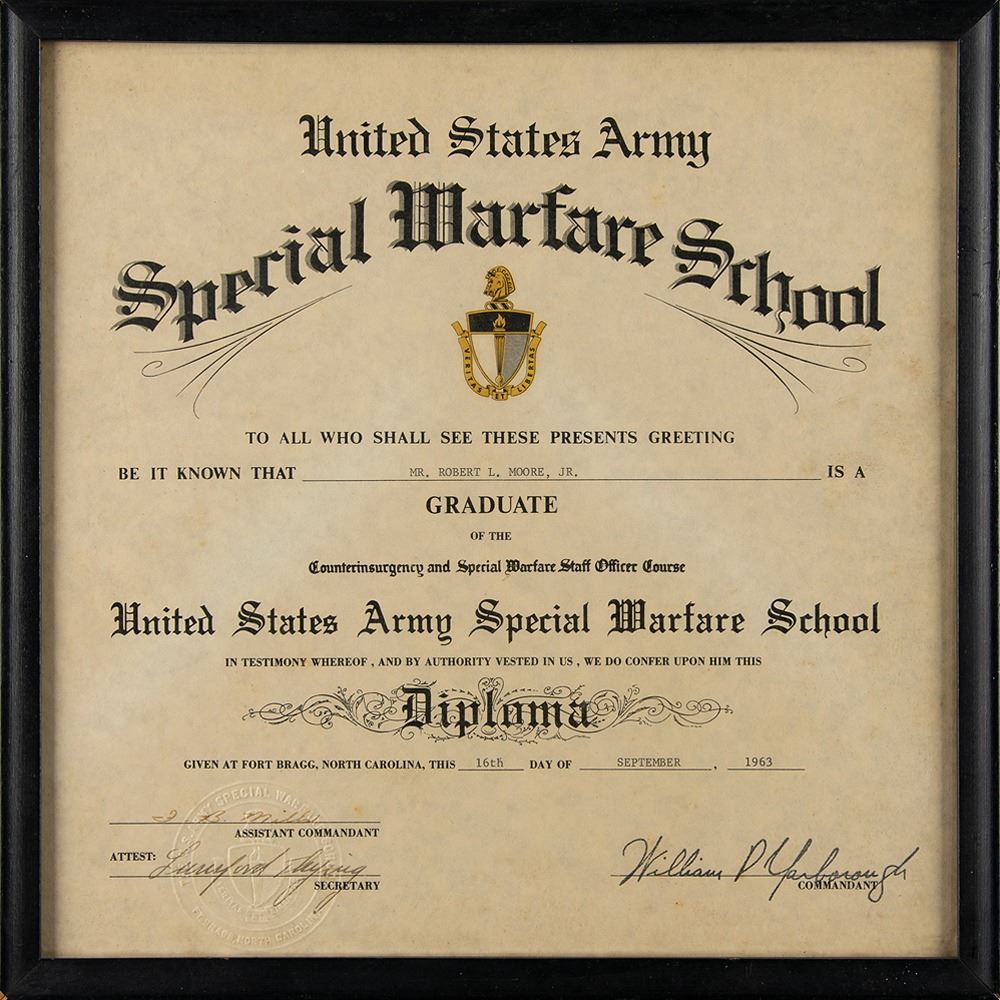 United States Army
Special Warfare School
VERITAS ET LIBERTAS
TO ALL WHO SHALL SEE THESE PRESENTS GREETING
BE IT KNOWN THAT MR. ROBERT L. MOORE, JR. IS A
GRADUATE
OF THE
Counterinsurgency and Special Warfare Staff Officer Course
United States Army Special Warfare School
IN TESTIMONY WHEREOF , AND BY AUTHORITY VESTED IN US , WE DO CONFER UPON HIM THIS
Diploma
GIVEN AT FORT BRAGG, NORTH CAROLINA, THIS 16th DAY OF SEPTEMBER , 1963
ASSISTANT COMMANDANT
ATTEST:
SECRETARY
William P Yarborough
COMMANDANT
SPECIAL
NORTH CAROLINA